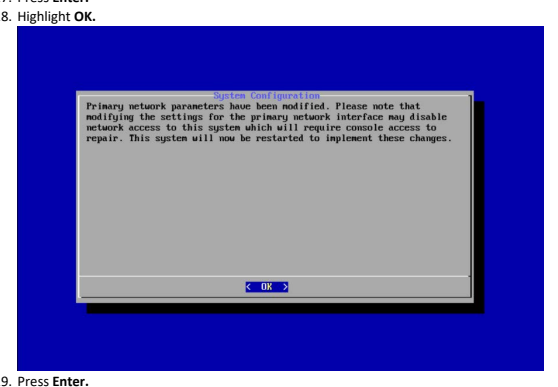 7. Press Enter.
8. Highlight OK.
System Configuration
Primary network parameters have been modified. Please note that
modifying the settings for the primary network interface may disable
network access to this system which will require console access to
repair. This system will now be restarted to implement these changes.
< OK >
9. Press Enter.